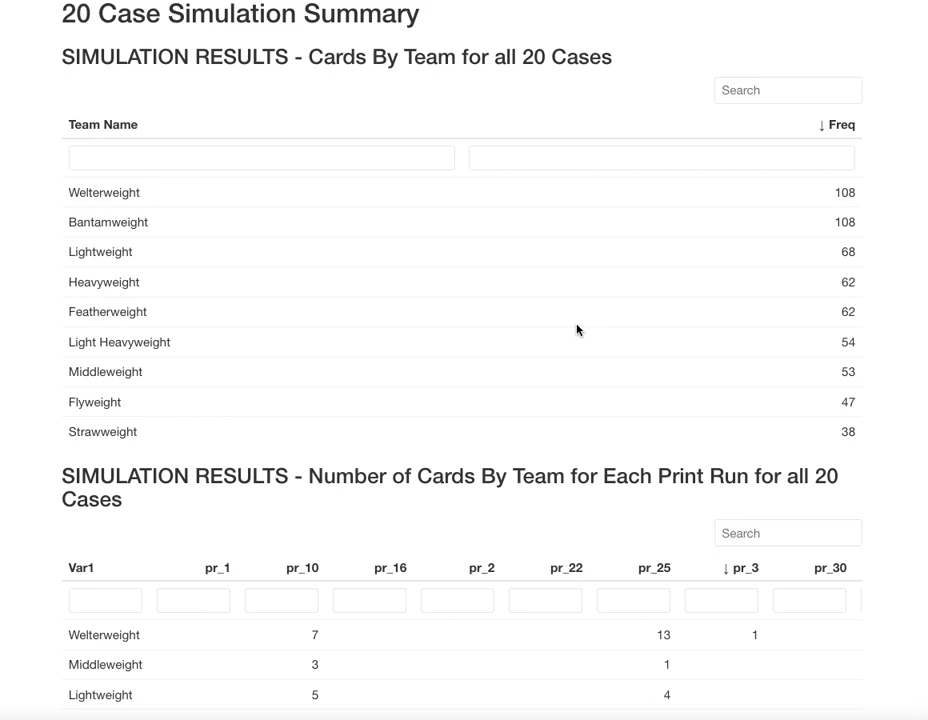 20 Case Simulation Summary
SIMULATION RESULTS - Cards By Team for all 20 Cases
Search
Team Name ↓ Freq
Welterweight 108
Bantamweight 108
Lightweight 68
Heavyweight 62
Featherweight 62
Light Heavyweight 54
Middleweight 53
Flyweight 47
Strawweight 38
SIMULATION RESULTS - Number of Cards By Team for Each Print Run for all 20
Cases
Search
Var1 pr_1 pr_10 pr_16 pr_2 pr_22 pr_25 ↓ pr_3 pr_30
Welterweight 7 13 1
Middleweight 3 1
Lightweight 5 4